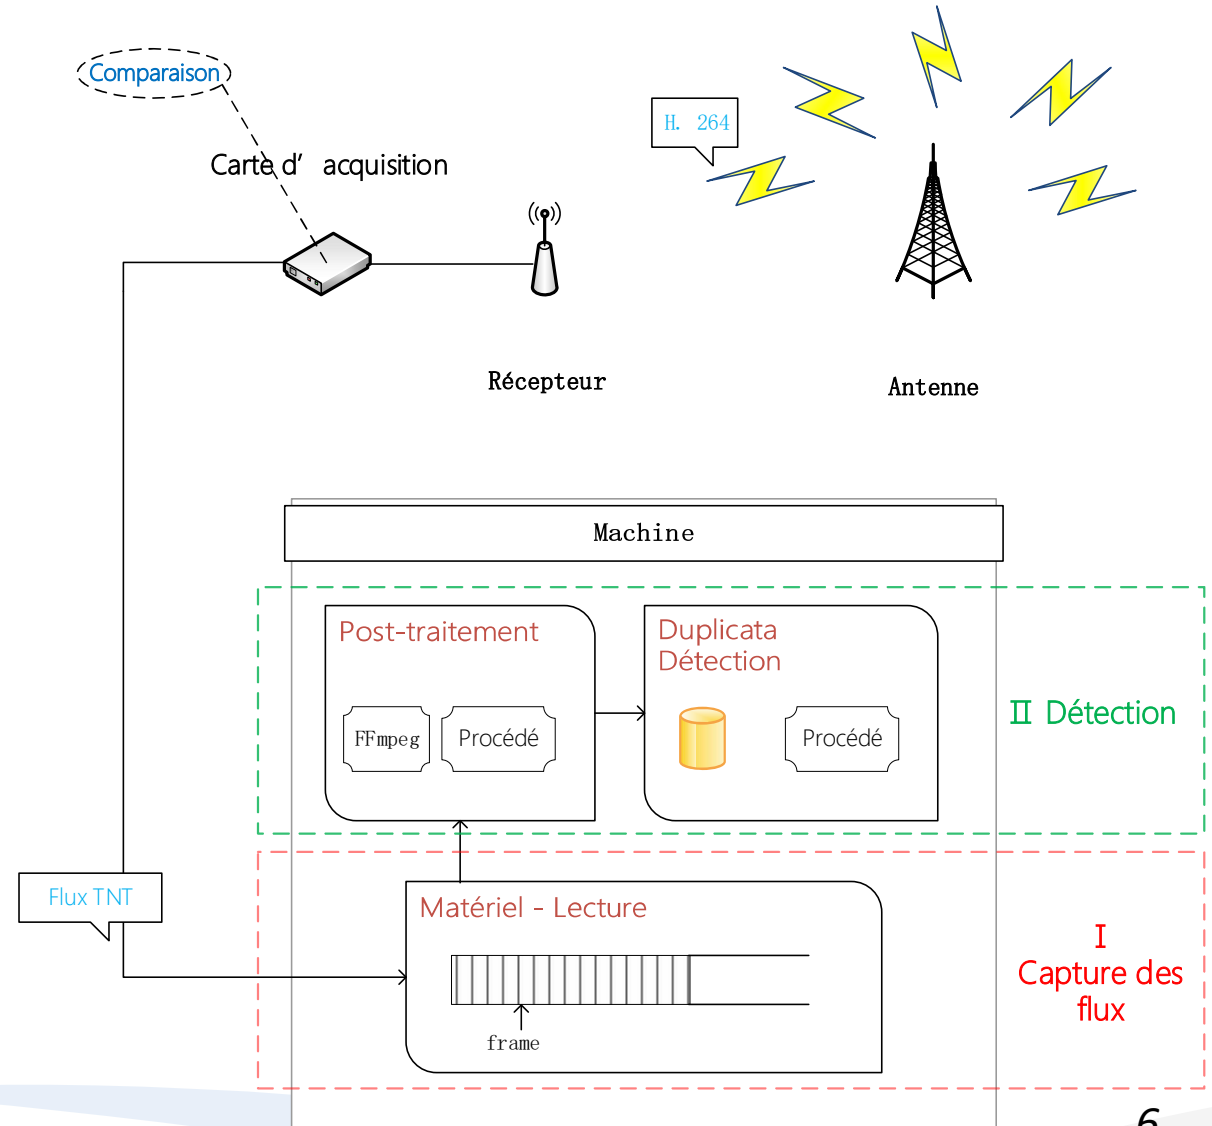 Comparaison
H. 264
Carte d’ acquisition
Récepteur
Antenne
Machine
Post-traitement
Duplicata
Détection
FFmpeg
Procédé
Procédé
II Détection
Flux TNT
Matériel - Lecture
frame
I
Capture des
flux
6